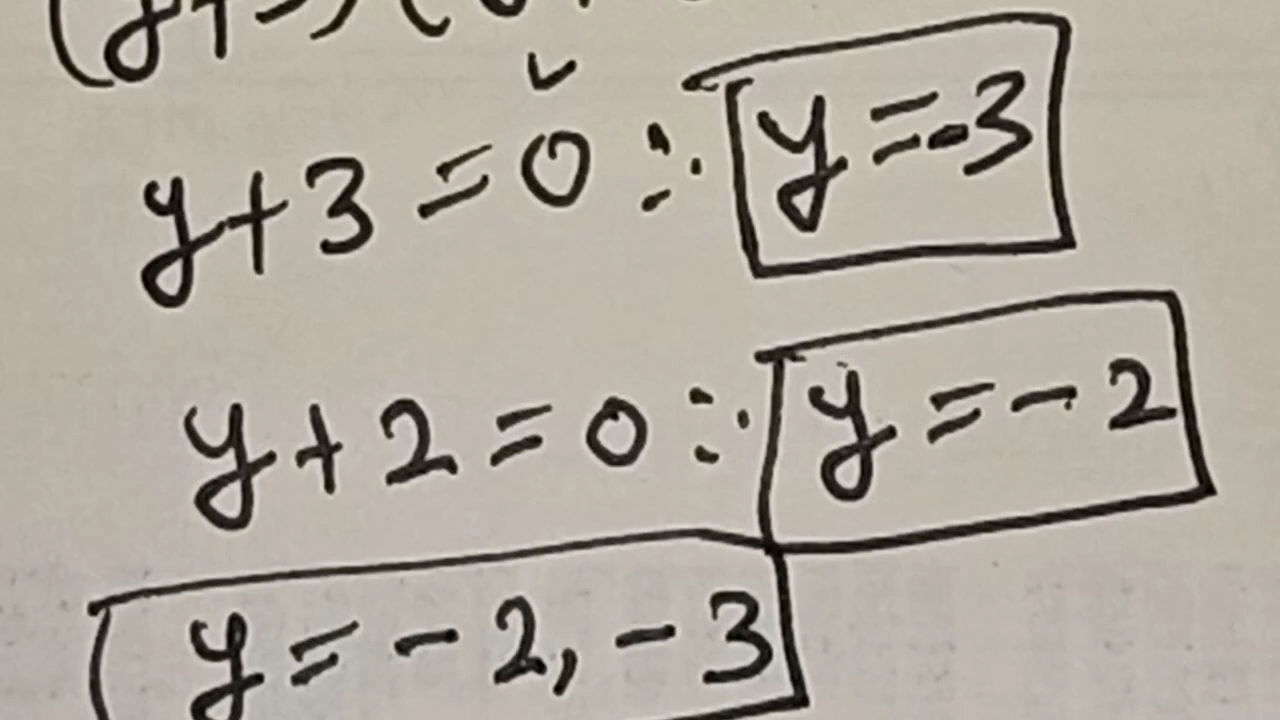 y+3=0 ∴ y=-3
y+2=0 ∴ y=-2
y=-2,-3